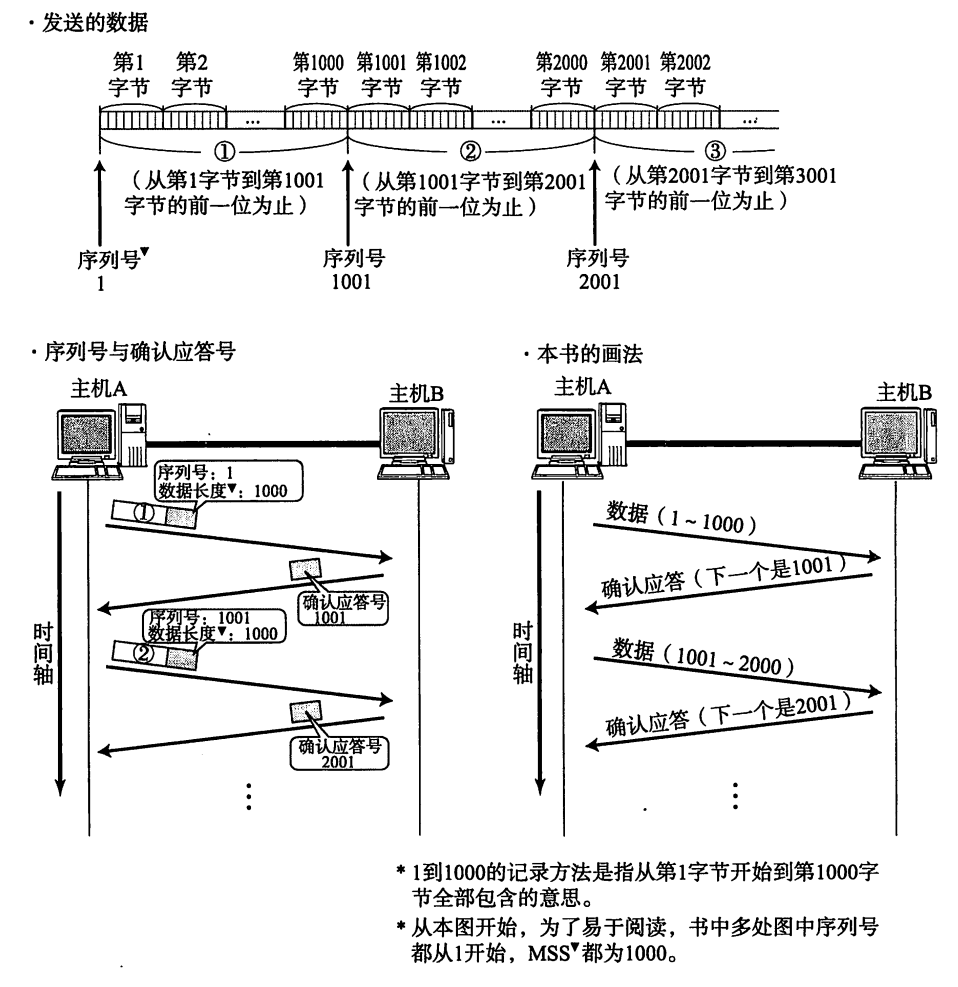 · 发送的数据
第1 第2 第1000 第1001 第1002 第2000 第2001 第2002
字节 字节 字节 字节 字节 字节 字节 字节
… … …
① ② ③
(从第1字节到第1001
字节的前一位为止)
(从第1001字节到第2001
字节的前一位为止)
(从第2001字节到第3001
字节的前一位为止)
序列号▼
1
序列号
1001
序列号
2001
· 序列号与确认应答号
主机A
主机B
序列号：1
数据长度▼：1000
①
确认应答号
1001
序列号：1001
数据长度▼：1000
②
确认应答号
2001
时间轴
· 本书的画法
主机A
主机B
数据(1~1000)
确认应答(下一个是1001)
数据(1001~2000)
确认应答(下一个是2001)
时间轴
* 1到1000的记录方法是指从第1字节开始到第1000字
节全部包含的意思。
* 从本图开始，为了易于阅读，书中多处图中序列号
都从1开始，MSS▼都为1000。